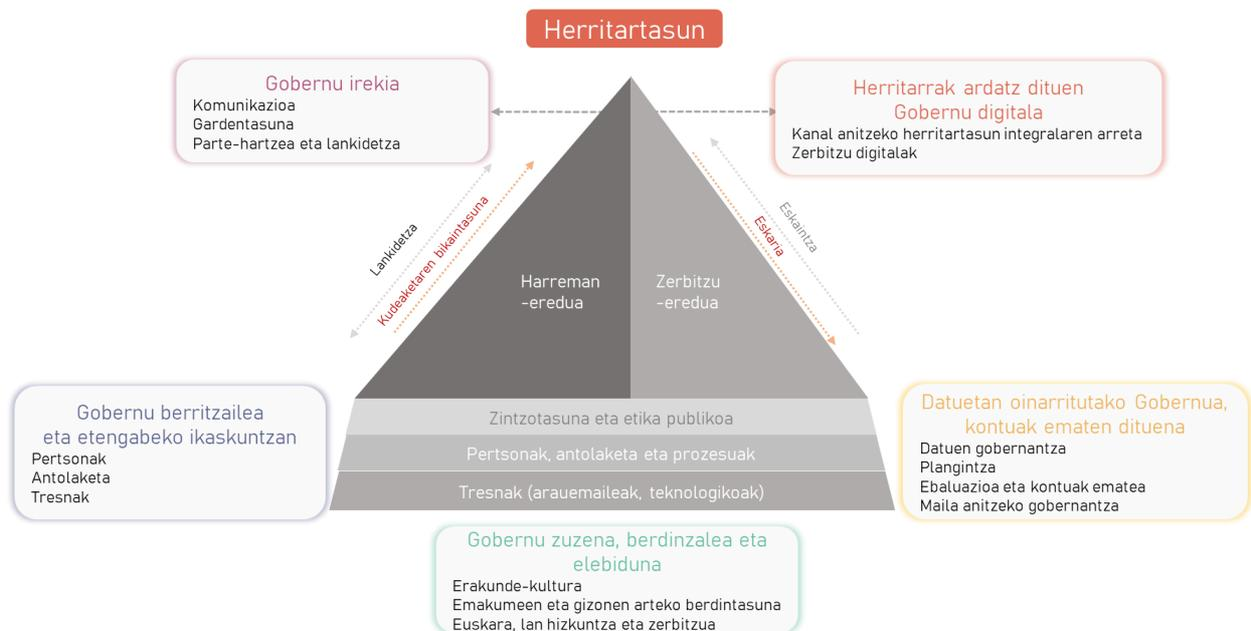 Herritartasun
Gobernu irekia
Komunikazioa
Gardentasuna
Parte-hartzea eta lankidetza
Herritarrak ardatz dituen
Gobernu digitala
Kanal anitzeko herritartasun integralaren arreta
Zerbitzu digitalak
Lankidetza
Kudeaketaren bikaintasuna
Eskaria
Eskaintza
Harreman
-eredua
Zerbitzu
-eredua
Gobernu berritzailea
eta etengabeko ikaskuntzan
Pertsonak
Antolaketa
Tresnak
Zintzotasuna eta etika publikoa
Pertsonak, antolaketa eta prozesuak
Tresnak (arauemaileak, teknologikoak)
Datuetan oinarritutako Gobernua,
kontuak ematen dituena
Datuen gobernantza
Plangintza
Ebaluazioa eta kontuak ematea
Maila anitzeko gobernantza
Gobernu zuzena, berdinzalea eta
elebiduna
Erakunde-kultura
Emakumeen eta gizonen arteko berdintasuna
Euskara, lan hizkuntza eta zerbitzua